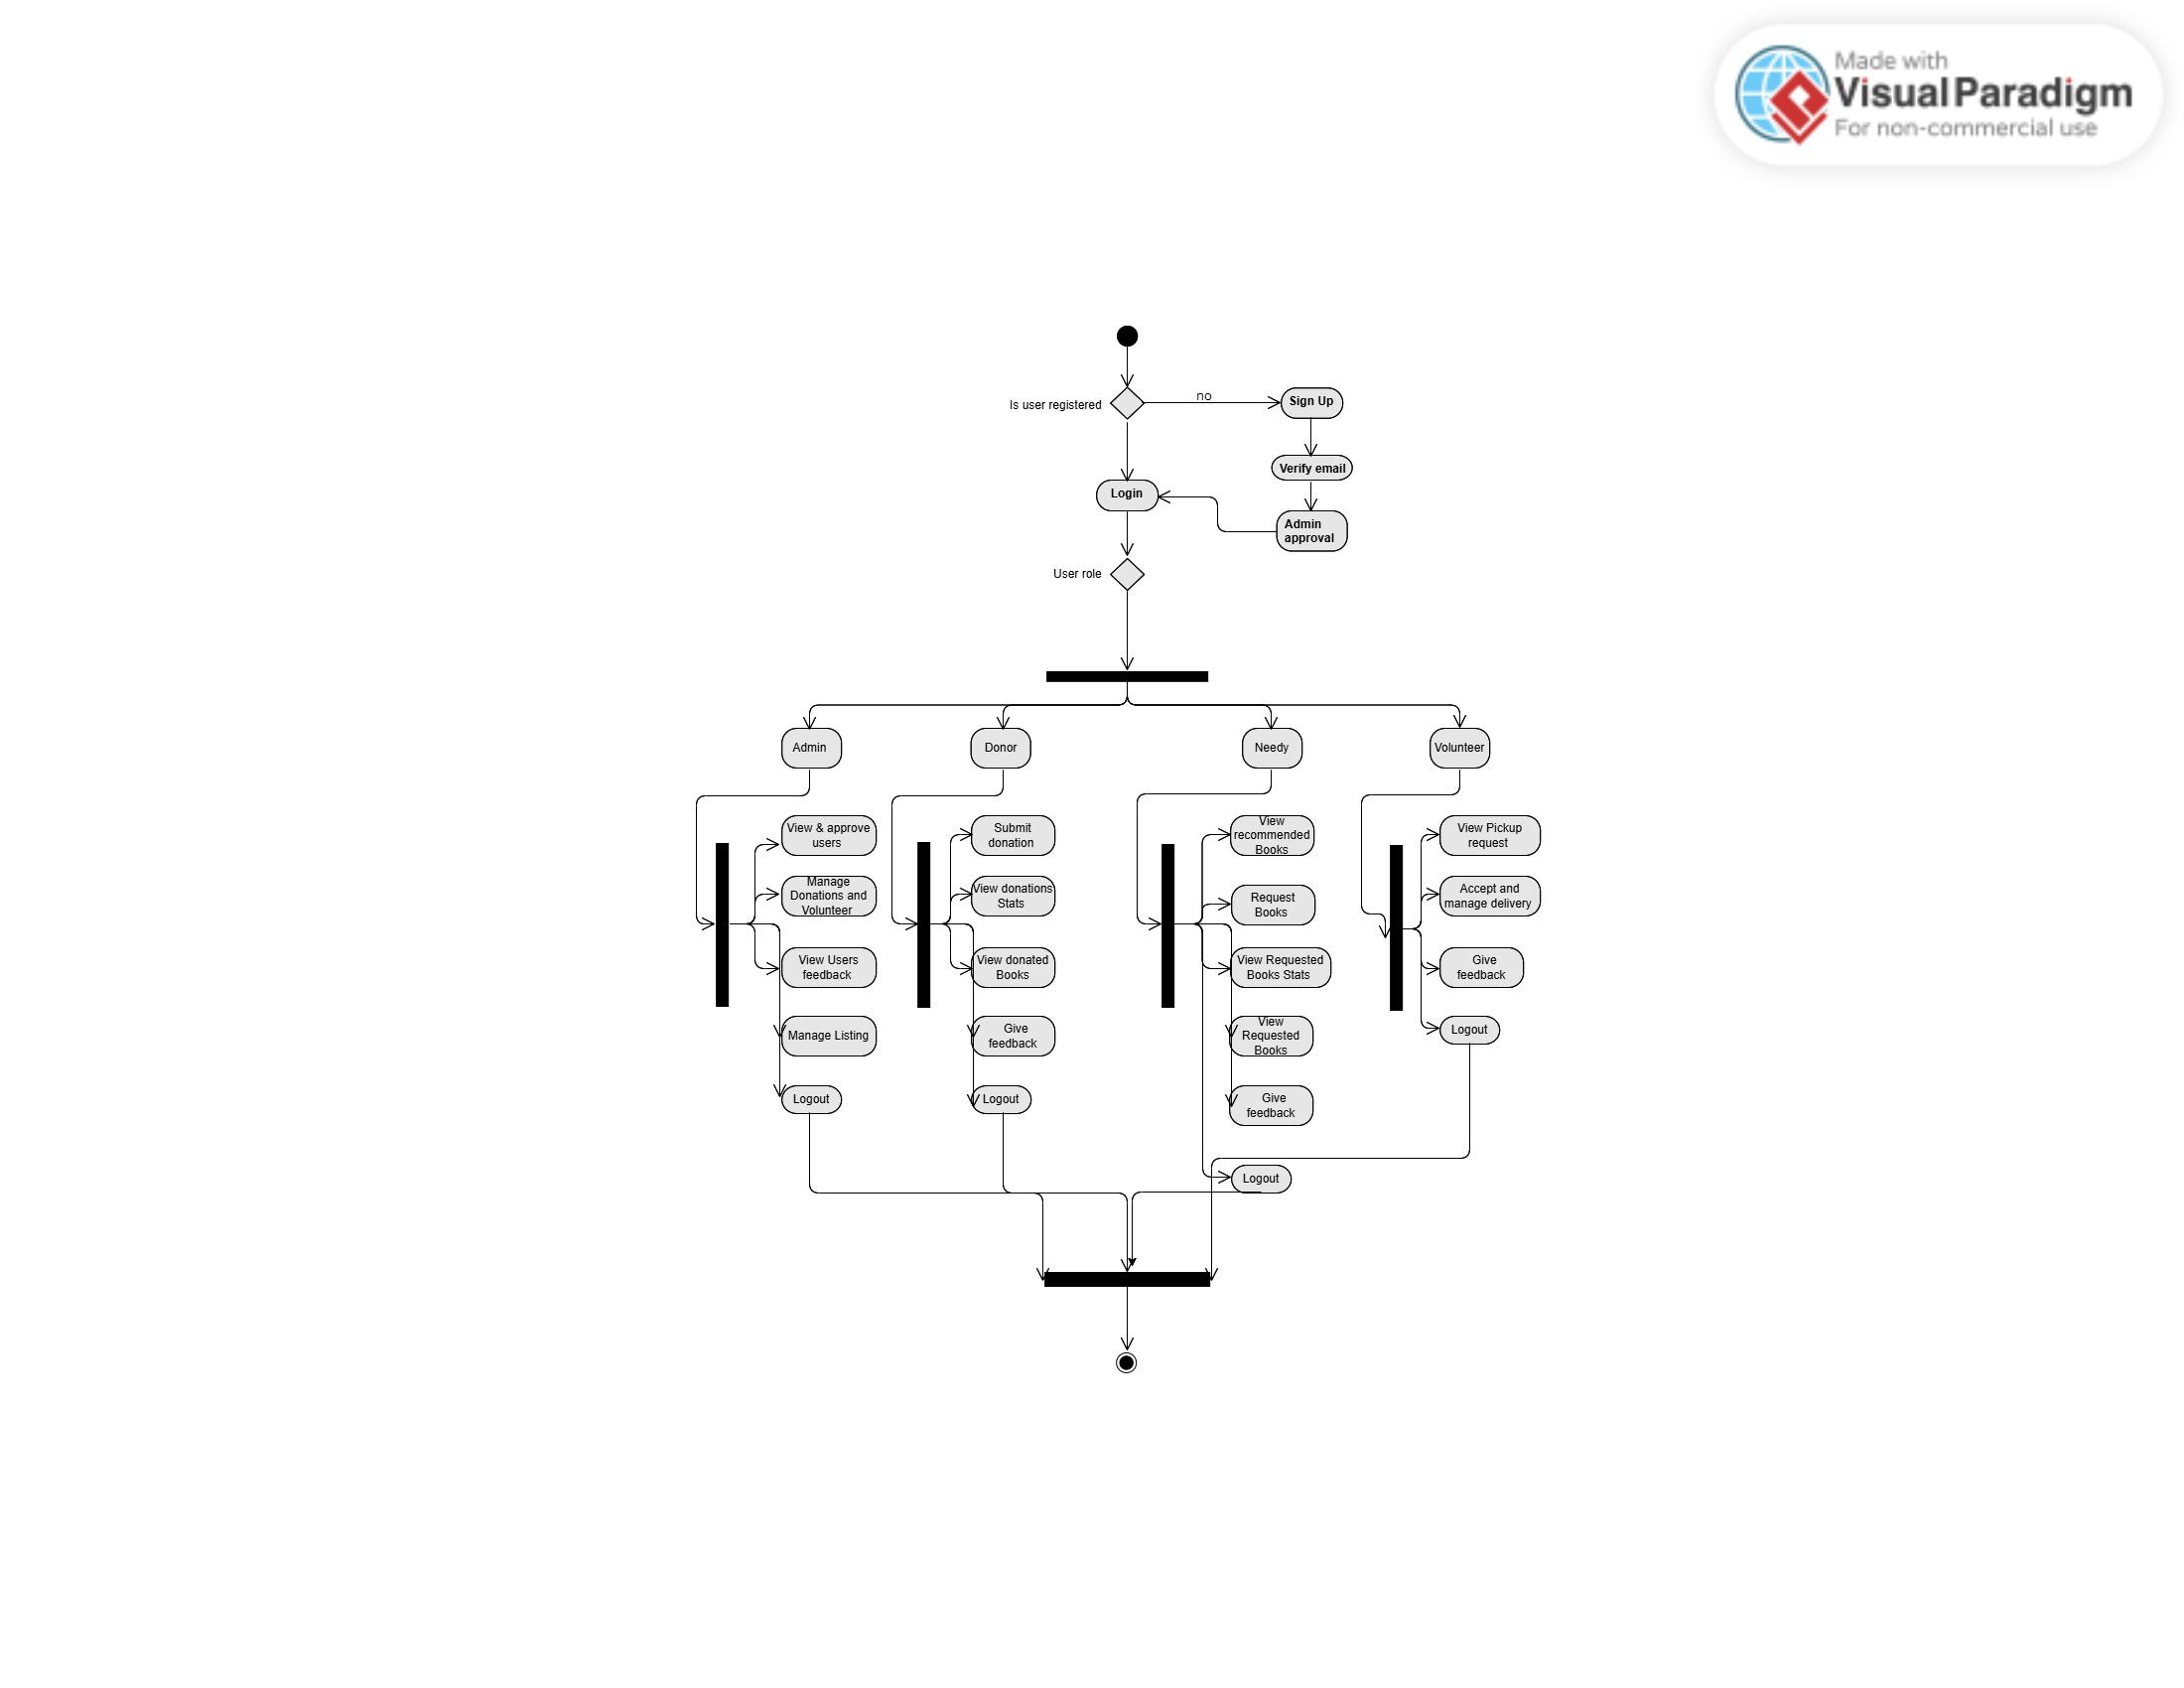 Made with
Visual Paradigm
For non-commercial use
Is user registered
no
Sign Up
Verify email
Login
Admin
approval
User role
Admin
Donor
Needy
Volunteer
View & approve
users
Manage
Donations and
Volunteer
View Users
feedback
Manage Listing
Logout
Submit
donation
View donations
Stats
View donated
Books
Give
feedback
Logout
View
recommended
Books
Request
Books
View Requested
Books Stats
View
Requested
Books
Give
feedback
Logout
View Pickup
request
Accept and
manage delivery
Give
feedback
Logout